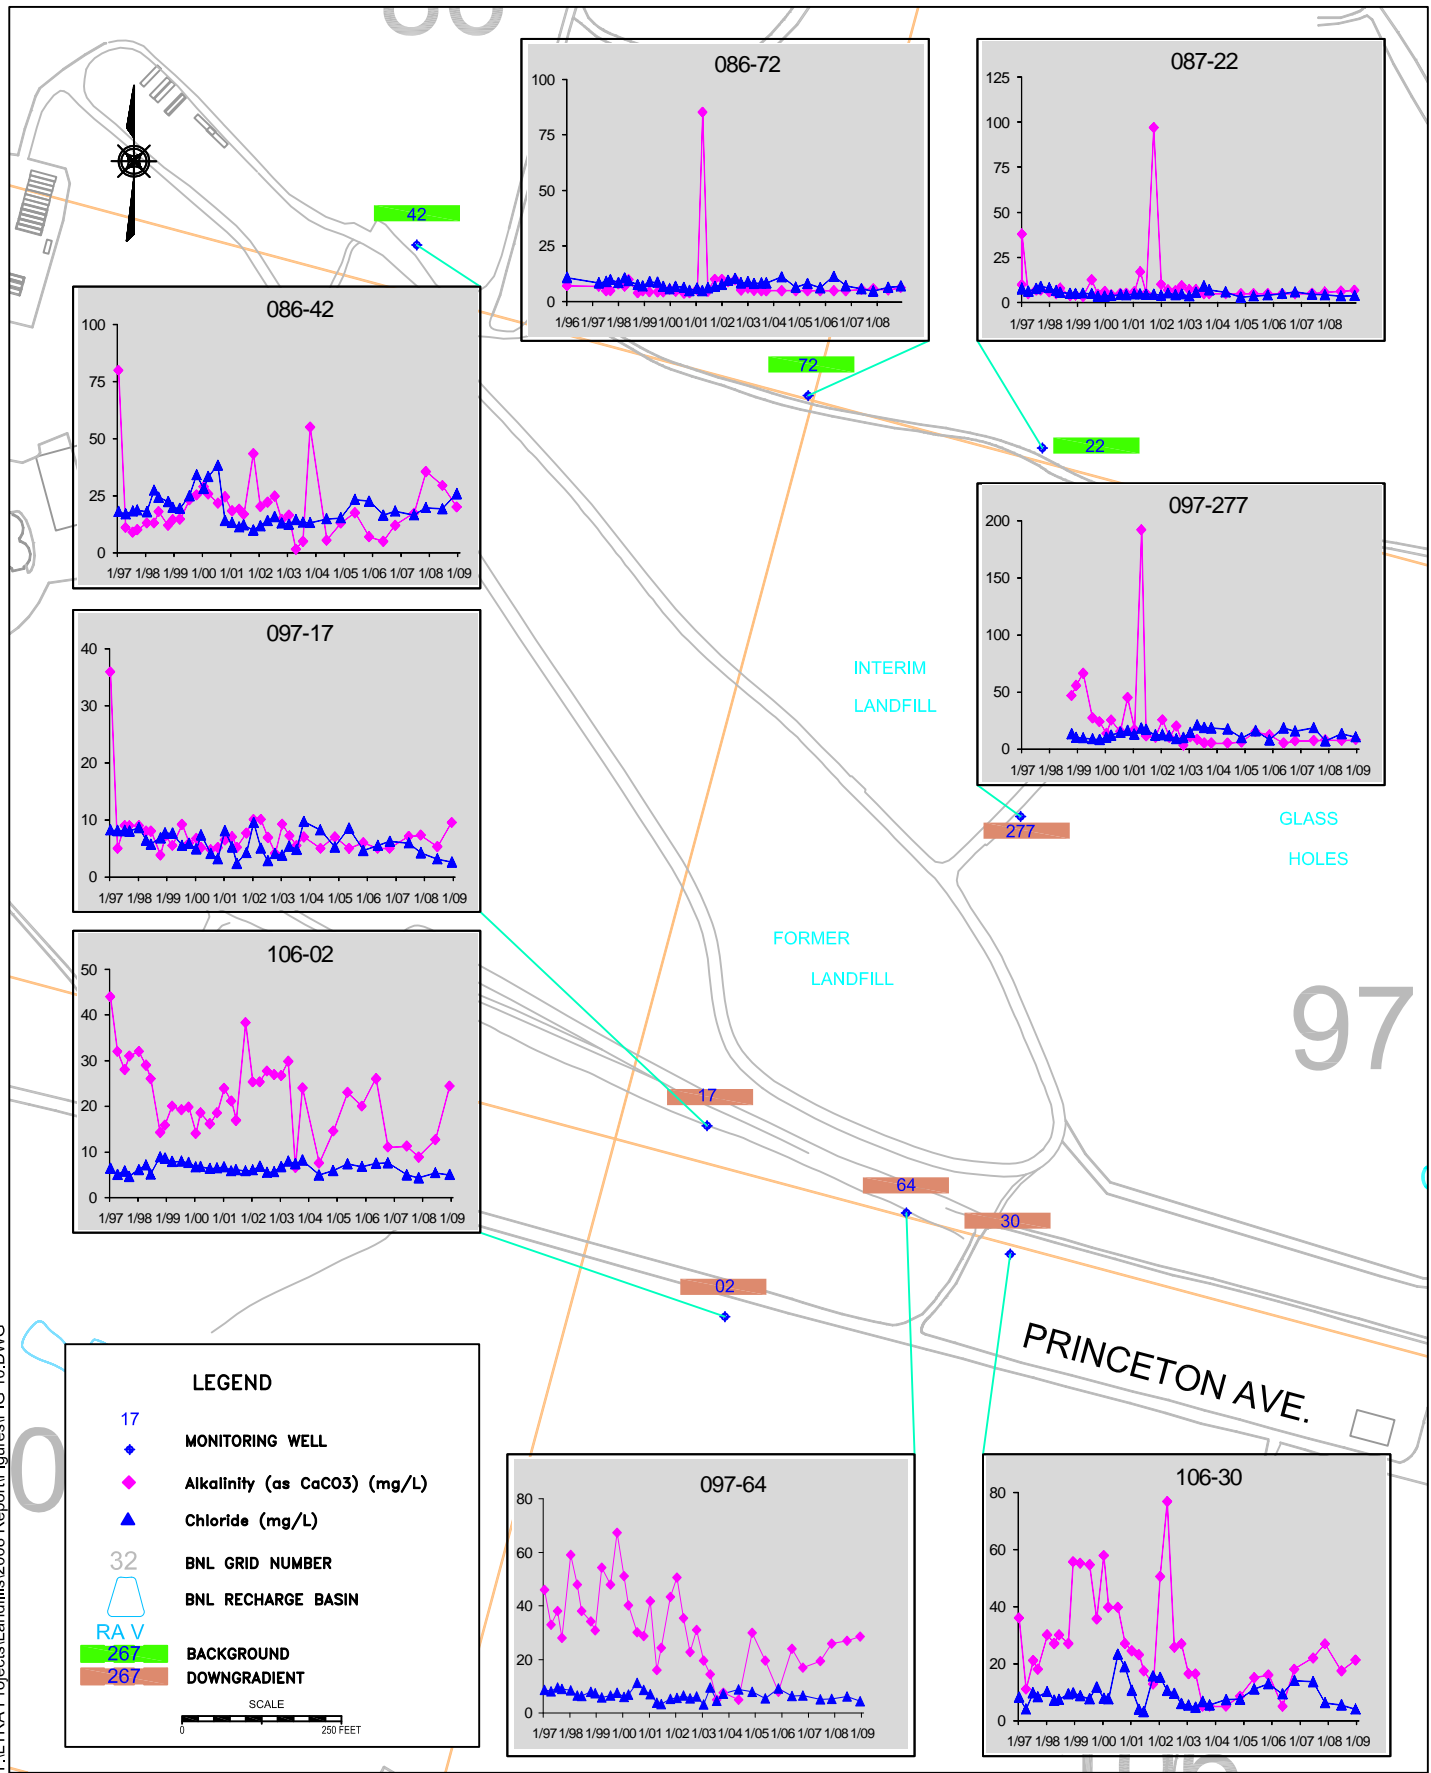 086-72
100
75
50
25
0
1/96 1/97 1/98 1/99 1/00 1/01 1/02 1/03 1/04 1/05 1/06 1/07 1/08
087-22
125
100
75
50
25
0
1/97 1/98 1/99 1/00 1/01 1/02 1/03 1/04 1/05 1/06 1/07 1/08
42
086-42
100
75
50
25
0
1/97 1/98 1/99 1/00 1/01 1/02 1/03 1/04 1/05 1/06 1/07 1/08 1/09
72
22
097-277
200
150
100
50
0
1/97 1/98 1/99 1/00 1/01 1/02 1/03 1/04 1/05 1/06 1/07 1/08 1/09
097-17
40
30
20
10
0
1/97 1/98 1/99 1/00 1/01 1/02 1/03 1/04 1/05 1/06 1/07 1/08 1/09
INTERIM
LANDFILL
277
GLASS
HOLES
FORMER
LANDFILL
97
106-02
50
40
30
20
10
0
1/97 1/98 1/99 1/00 1/01 1/02 1/03 1/04 1/05 1/06 1/07 1/08 1/09
17
64
30
02
PRINCETON AVE.
LEGEND
17
MONITORING WELL
Alkalinity (as CaCO3) (mg/L)
Chloride (mg/L)
32 BNL GRID NUMBER
BNL RECHARGE BASIN
RA V
267 BACKGROUND
267 DOWNGRADIENT
SCALE
0 250 FEET
097-64
80
60
40
20
0
1/97 1/98 1/99 1/00 1/01 1/02 1/03 1/04 1/05 1/06 1/07 1/08 1/09
106-30
80
60
40
20
0
1/97 1/98 1/99 1/00 1/01 1/02 1/03 1/04 1/05 1/06 1/07 1/08 1/09